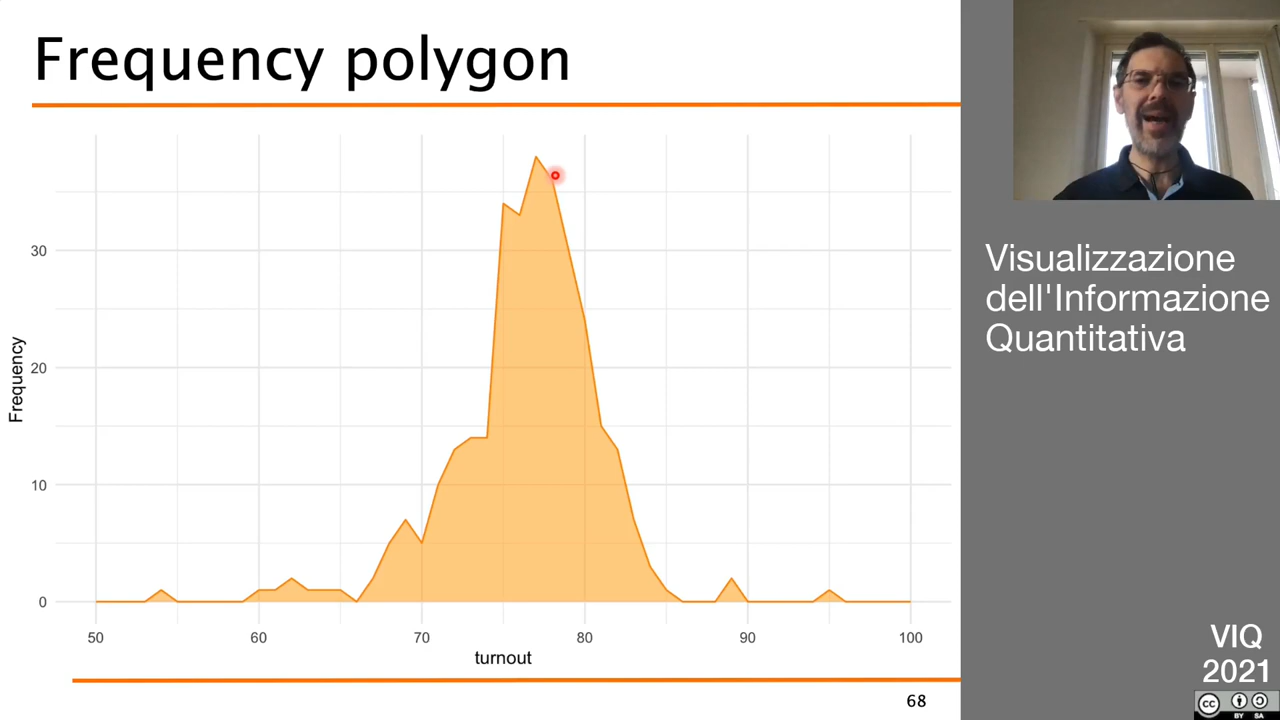 Frequency polygon
30
20
10
0
Frequency
50 60 70 80 90 100
turnout
68
Visualizzazione
dell'Informazione
Quantitativa
VIQ
2021
cc
BY SA